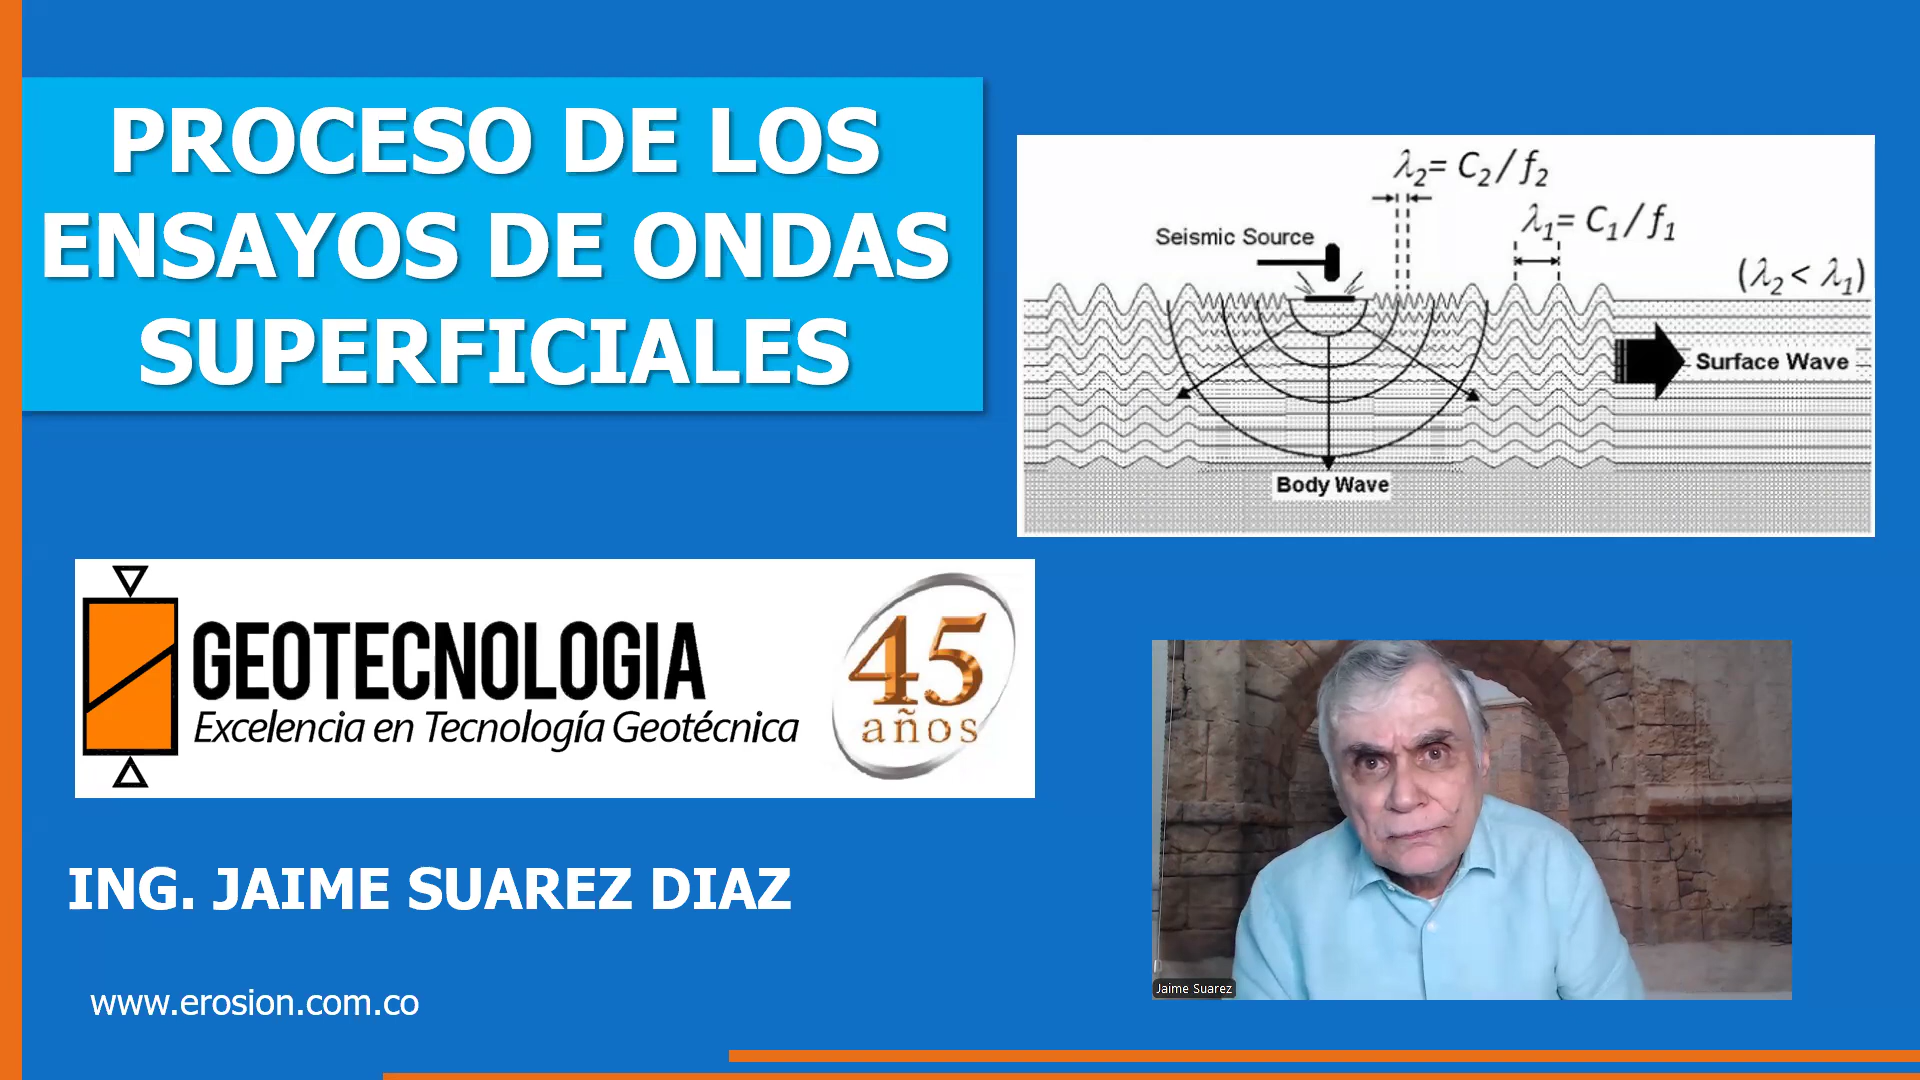 PROCESO DE LOS
ENSAYOS DE ONDAS
SUPERFICIALES
λ₂= C₂/f₂
λ₁= C₁/f₁
Seismic Source
(λ₂< λ₁)
Surface Wave
Body Wave
GEOTECNOLOGIA
Excelencia en Tecnología Geotécnica
45
años
ING. JAIME SUAREZ DIAZ
Jaime Suarez
www.erosion.com.co